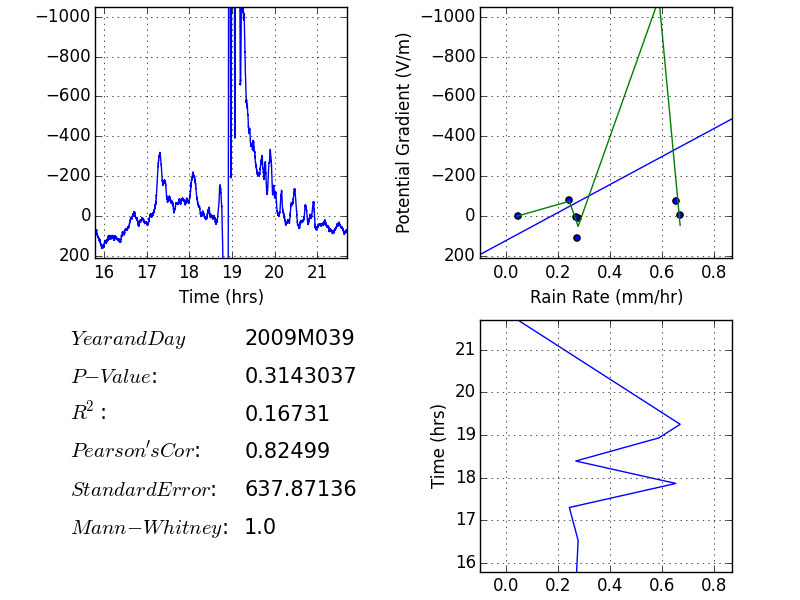 −1000
−800
−600
−400
−200
0
200
16 17 18 19 20 21
Time (hrs)
Potential Gradient (V/m)
−1000
−800
−600
−400
−200
0
200
0.0 0.2 0.4 0.6 0.8
Rain Rate (mm/hr)
YearandDay 2009M039
P−Value: 0.3143037
R²: 0.16731
Pearson'sCor: 0.82499
StandardError: 637.87136
Mann−Whitney: 1.0
Time (hrs)
21
20
19
18
17
16
0.0 0.2 0.4 0.6 0.8